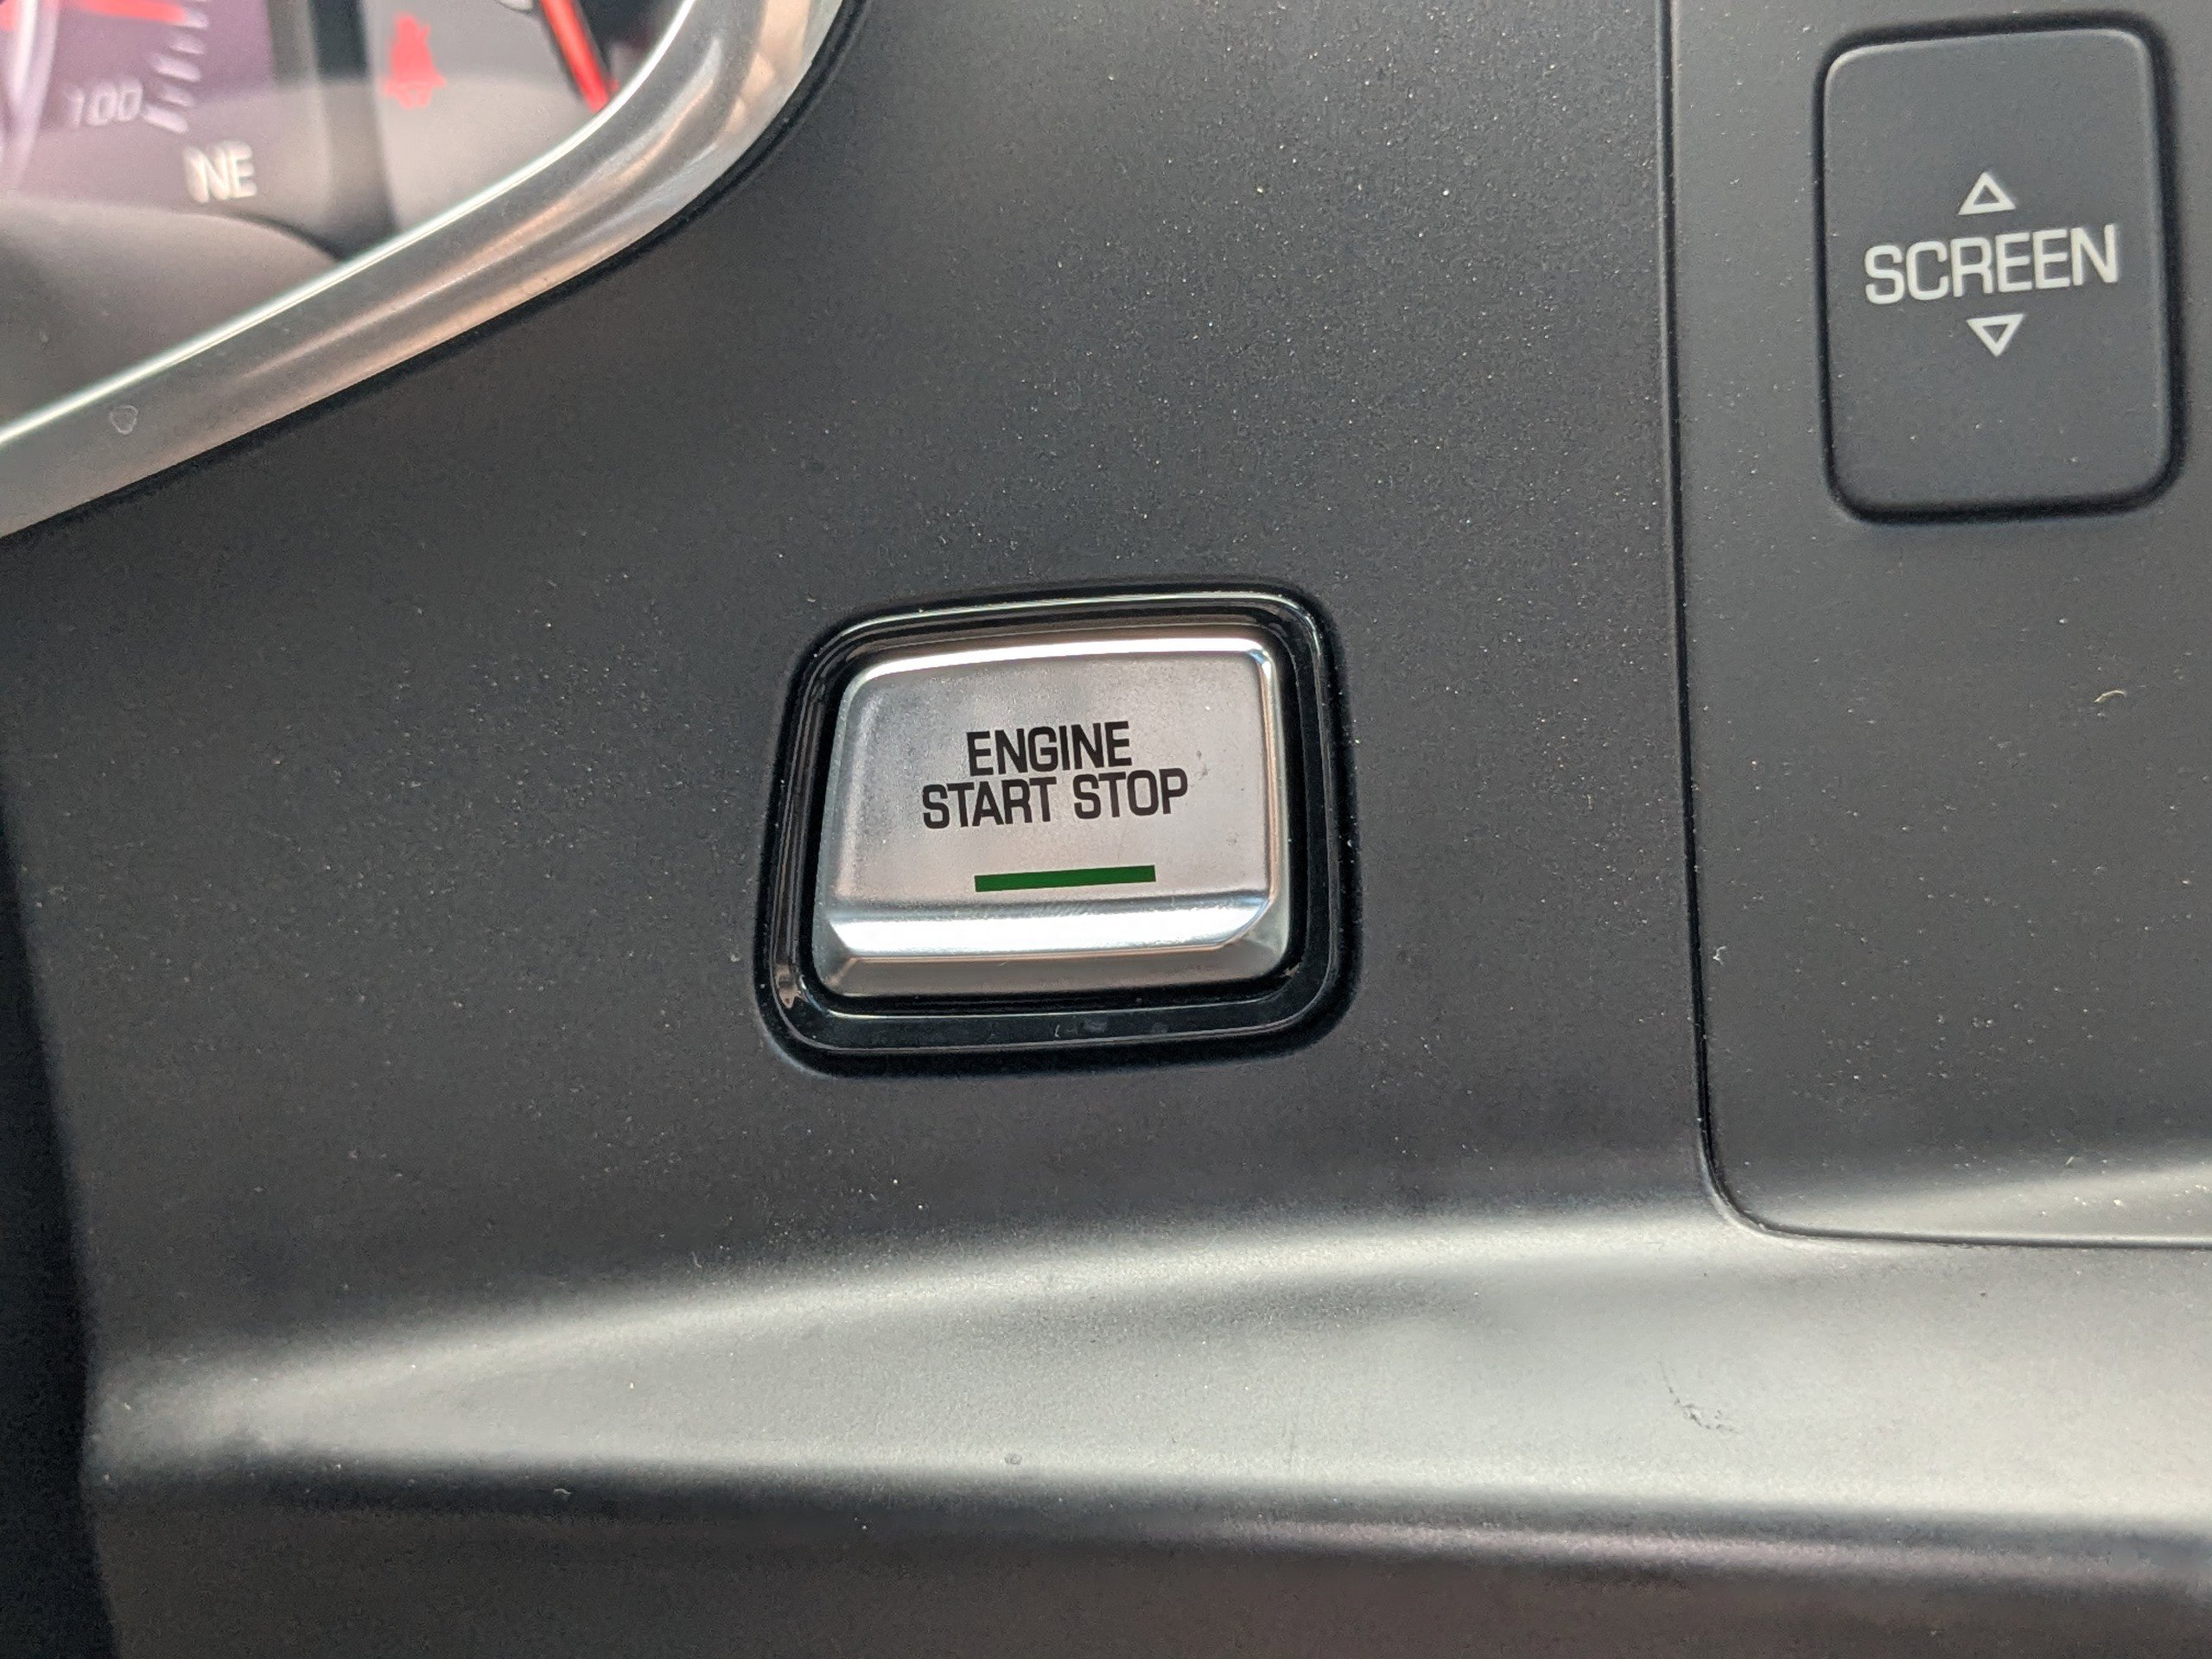 100
NE
SCREEN
ENGINE
START STOP